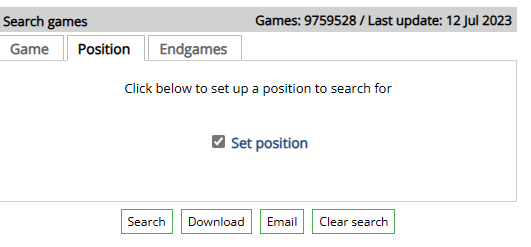 Search games Games: 9759528 / Last update: 12 Jul 2023
Game Position Endgames
Click below to set up a position to search for
Set position
Search Download Email Clear search